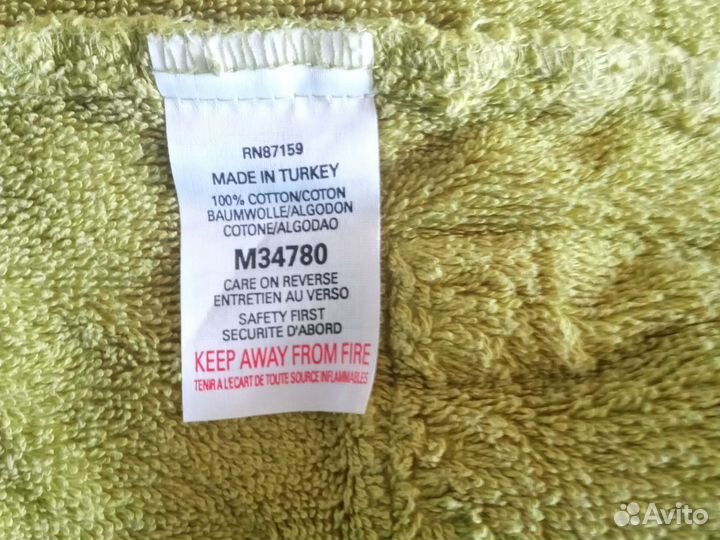 RN87159
MADE IN TURKEY
100% COTTON/COTON
BAUMWOLLE/ALGODON
COTONE/ALGODAO
M34780
CARE ON REVERSE
ENTRETIEN AU VERSO
SAFETY FIRST
SECURITE D'ABORD
KEEP AWAY FROM FIRE
TENIR A L'ECART DE TOUTE SOURCE INFLAMMABLES
Avito